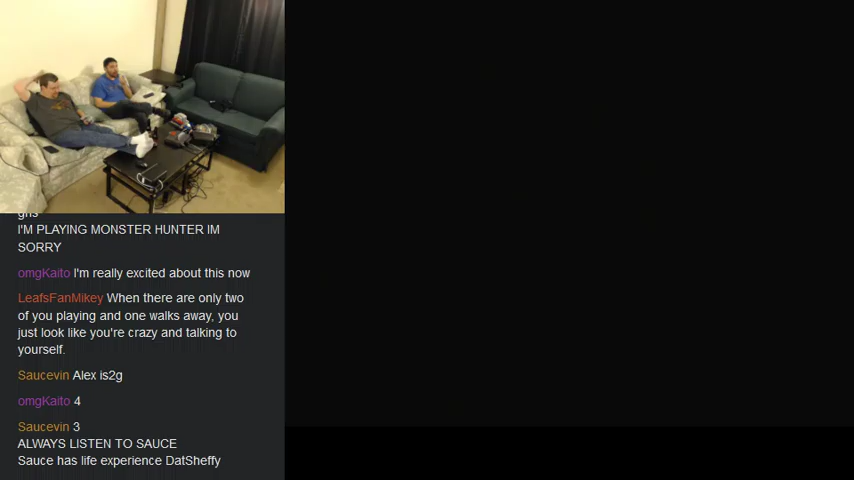 I'M PLAYING MONSTER HUNTER IM
SORRY
omgKaito I'm really excited about this now
LeafsFanMikey When there are only two
of you playing and one walks away, you
just look like you're crazy and talking to
yourself.
Saucevin Alex is2g
omgKaito 4
Saucevin 3
ALWAYS LISTEN TO SAUCE
Sauce has life experience DatSheffy